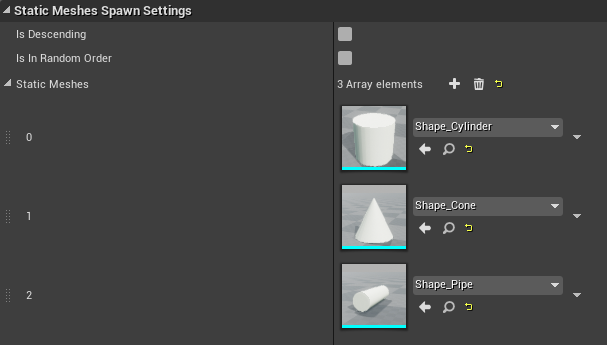 Static Meshes Spawn Settings
Is Descending
Is In Random Order
Static Meshes
3 Array elements
0
Shape_Cylinder
1
Shape_Cone
2
Shape_Pipe